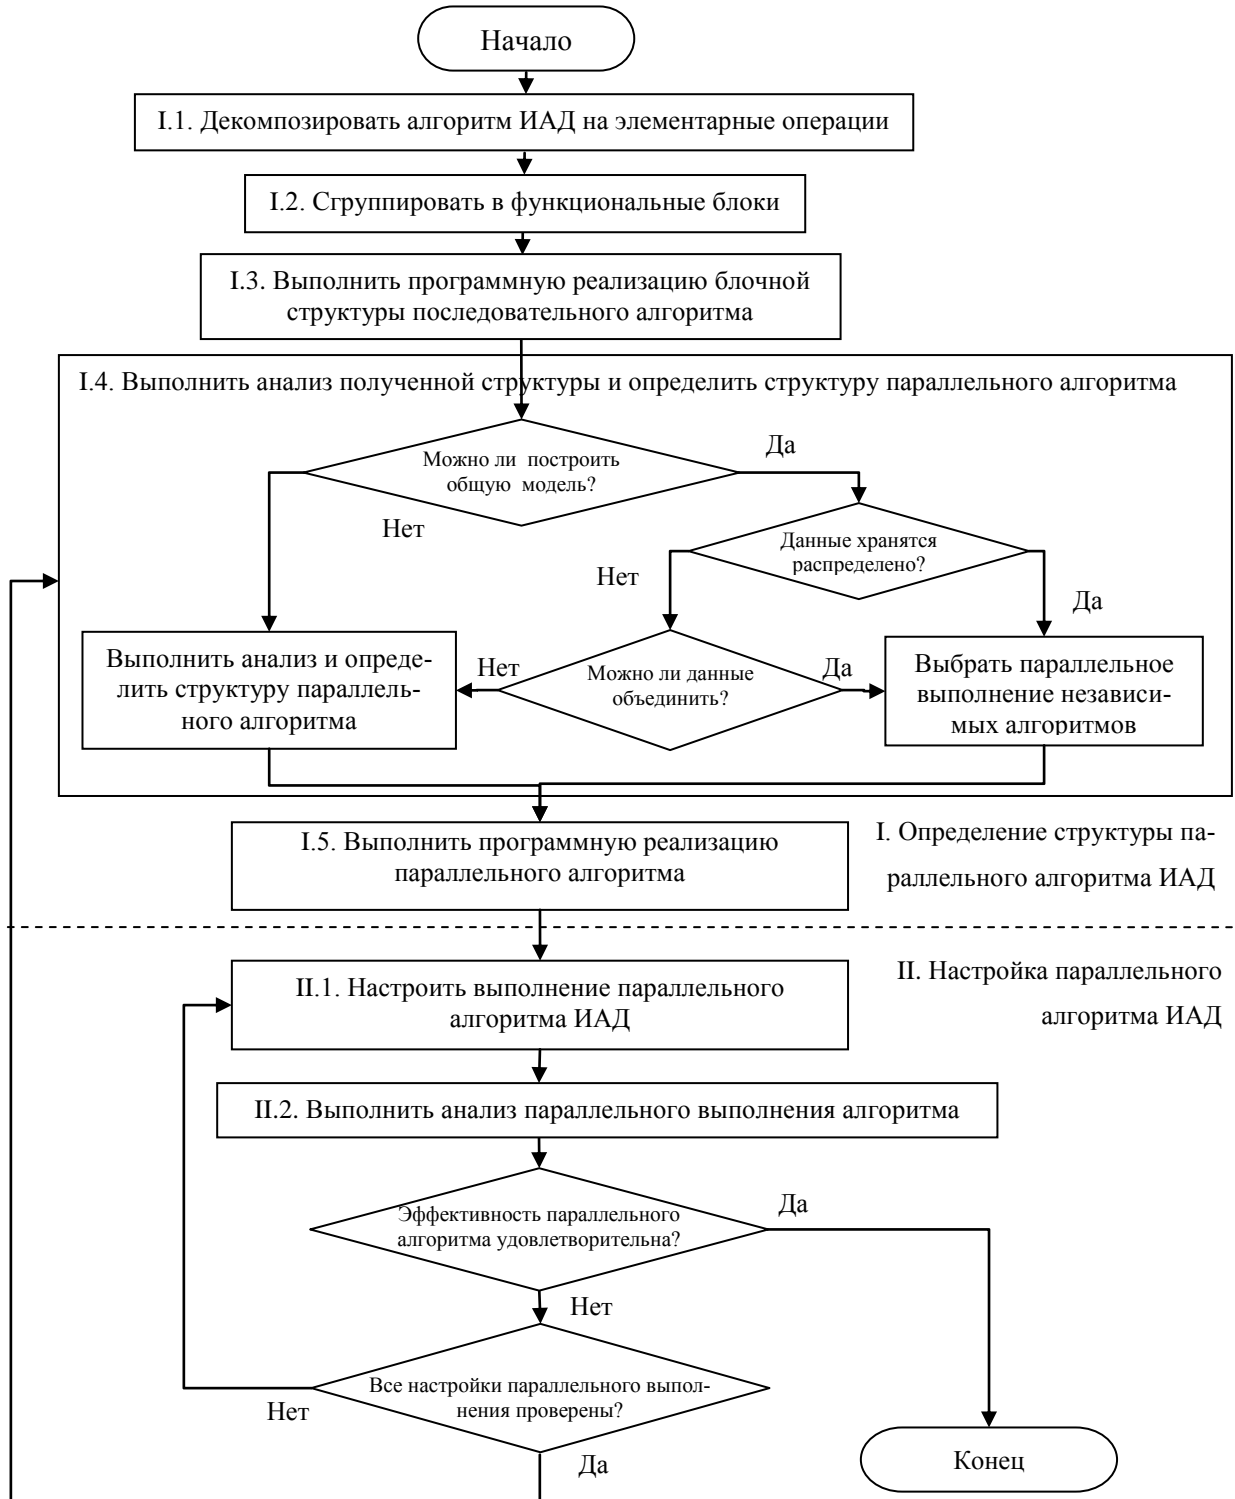 Начало
I.1. Декомпозировать алгоритм ИАД на элементарные операции
I.2. Сгруппировать в функциональные блоки
I.3. Выполнить программную реализацию блочной
структуры последовательного алгоритма
I.4. Выполнить анализ полученной структуры и определить структуру параллельного алгоритма
Можно ли построить
общую модель?
Да
Нет
Данные хранятся
распределено?
Нет
Да
Выполнить анализ и опреде-
лить структуру параллель-
ного алгоритма
Нет
Можно ли данные
объединить?
Да
Выбрать параллельное
выполнение независи-
мых алгоритмов
I.5. Выполнить программную реализацию
параллельного алгоритма
I. Определение структуры па-
раллельного алгоритма ИАД
II.1. Настроить выполнение параллельного
алгоритма ИАД
II. Настройка параллельного
алгоритма ИАД
II.2. Выполнить анализ параллельного выполнения алгоритма
Эффективность параллельного
алгоритма удовлетворительна?
Да
Нет
Все настройки параллельного выпол-
нения проверены?
Нет
Да
Конец